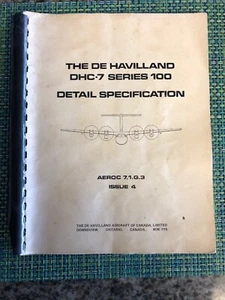 THE DE HAVILLAND
DHC-7 SERIES 100
DETAIL SPECIFICATION
AEROC 7.1.G.3
ISSUE 4
THE DE HAVILLAND AIRCRAFT OF CANADA, LIMITED
DOWNSVIEW ONTARIO CANADA